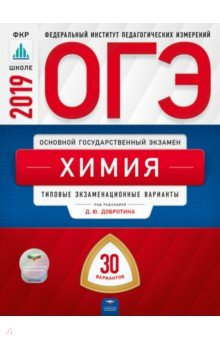 ФКР
ШКОЛЕ
ФЕДЕРАЛЬНЫЙ ИНСТИТУТ ПЕДАГОГИЧЕСКИХ ИЗМЕРЕНИЙ
2019
ОГЭ
ОСНОВНОЙ ГОСУДАРСТВЕННЫЙ ЭКЗАМЕН
ХИМИЯ
ТИПОВЫЕ ЭКЗАМЕНАЦИОННЫЕ ВАРИАНТЫ
ПОД РЕДАКЦИЕЙ
Д. Ю. ДОБРОТИНА
30
ВАРИАНТОВ